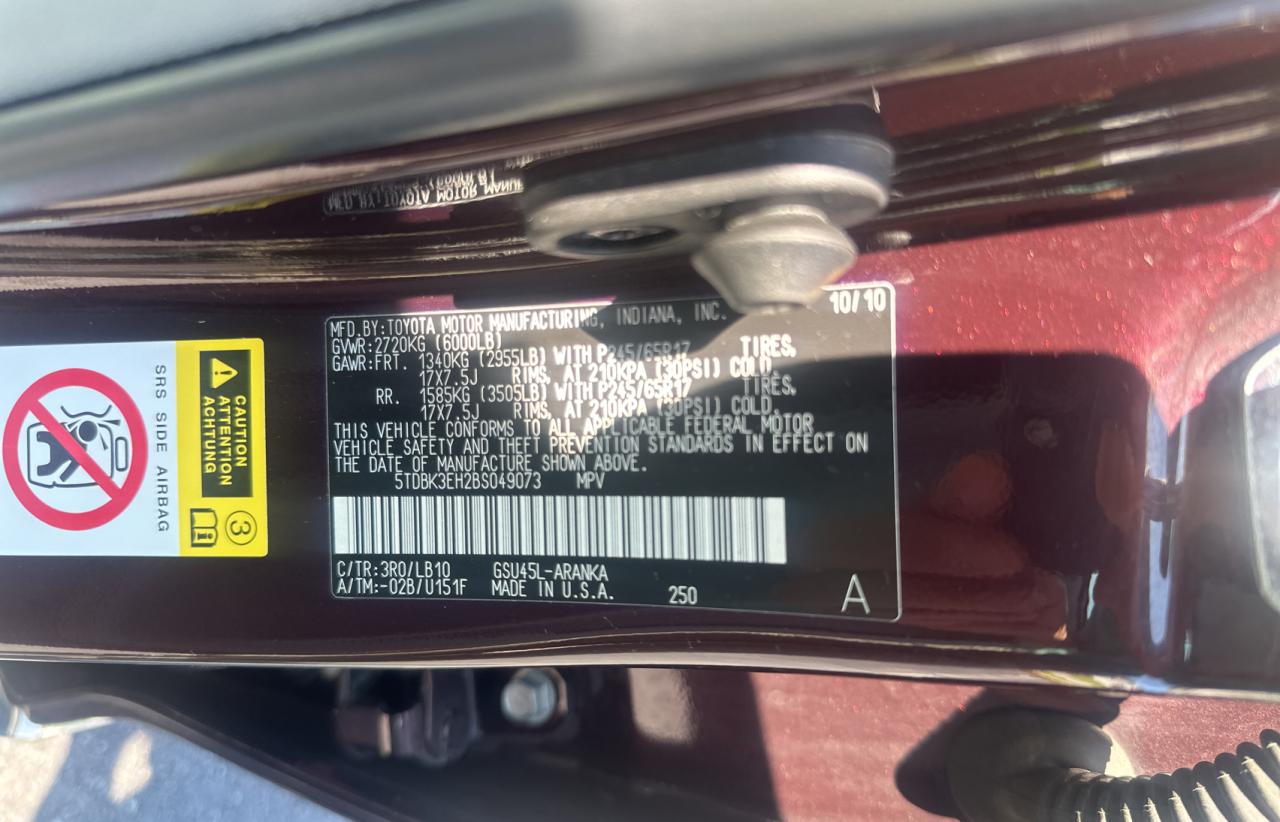 MFD.BY:TOYOTA MOTOR MANUFACTURING, INDIANA, INC. 10/10
GVWR:2720KG (6000LB)
GAWR:FRT. 1340KG (2955LB) WITH P245/65R17 TIRES,
17X7.5J RIMS, AT 210KPA (30PSI) COLD
RR. 1585KG (3505LB) WITH P245/65R17 TIRES,
17X7.5J RIMS, AT 210KPA (30PSI) COLD.
THIS VEHICLE CONFORMS TO ALL APPLICABLE FEDERAL MOTOR
VEHICLE SAFETY AND THEFT PREVENTION STANDARDS IN EFFECT ON
THE DATE OF MANUFACTURE SHOWN ABOVE.
5TDBK3EH2BS049073 MPV
C/TR:3R0/LB10 GSU45L-ARANKA
A/TM:-02B/U151F MADE IN U.S.A. 250 A
CAUTION
ATTENTION
ACHTUNG
3
SRS SIDE AIRBAG